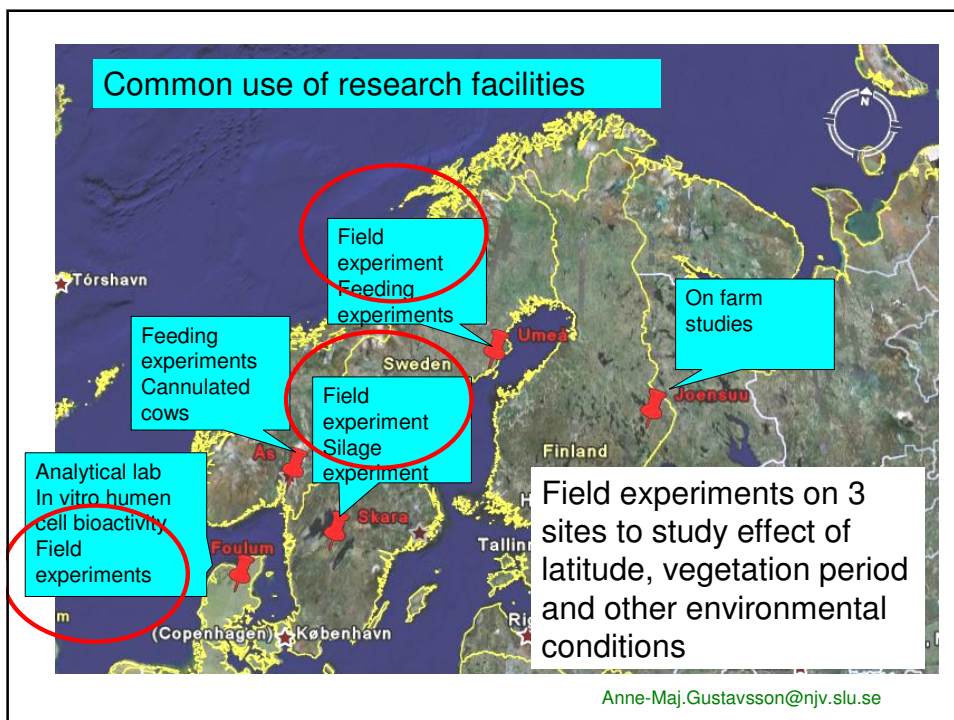 Common use of research facilities
N
Tórshavn
Field
experiment
Feeding
experiments
Umeå
On farm
studies
Joensuu
Feeding
experiments
Cannulated
cows
Sweden
Field
experiment
Silage
experiment
Ås
Skara
Finland
Analytical lab
In vitro humen
cell bioactivity
Field
experiments
Foulum
H
Tallinn
Field experiments on 3
sites to study effect of
latitude, vegetation period
and other environmental
conditions
m
(Copenhagen)
København
Anne-Maj.Gustavsson@njv.slu.se